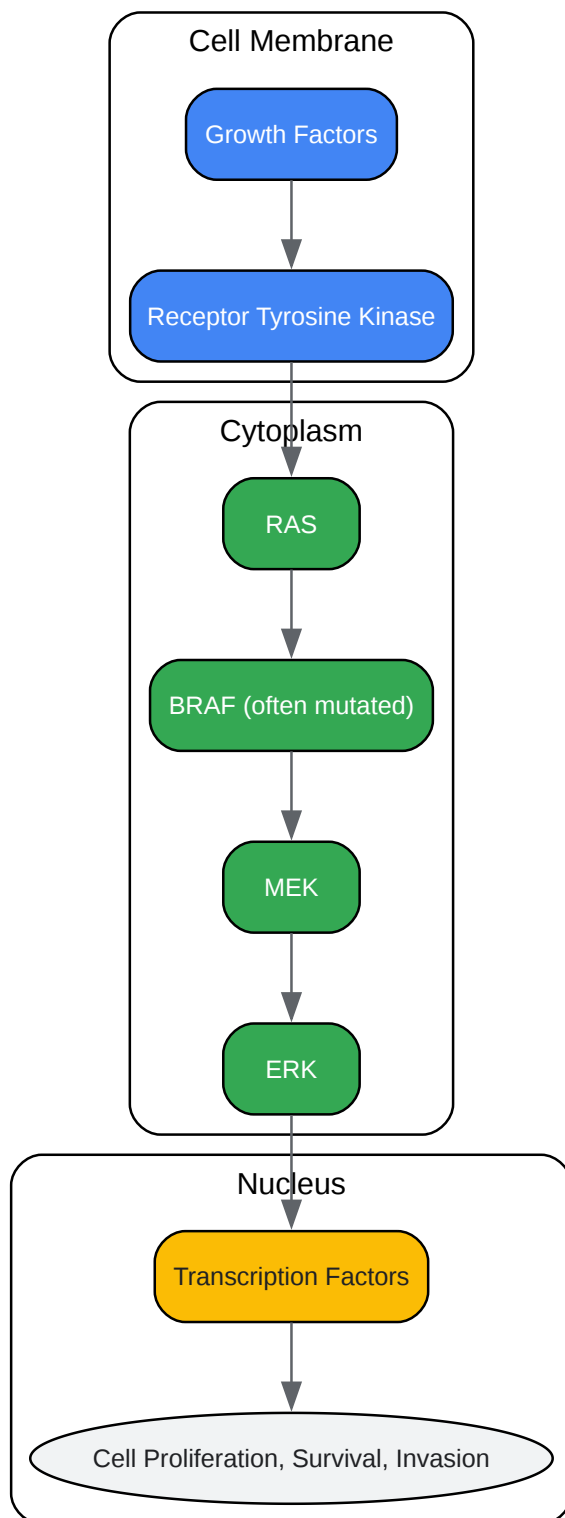 Cell Membrane
Growth Factors
Receptor Tyrosine Kinase
Cytoplasm
RAS
BRAF (often mutated)
MEK
ERK
Nucleus
Transcription Factors
Cell Proliferation, Survival, Invasion